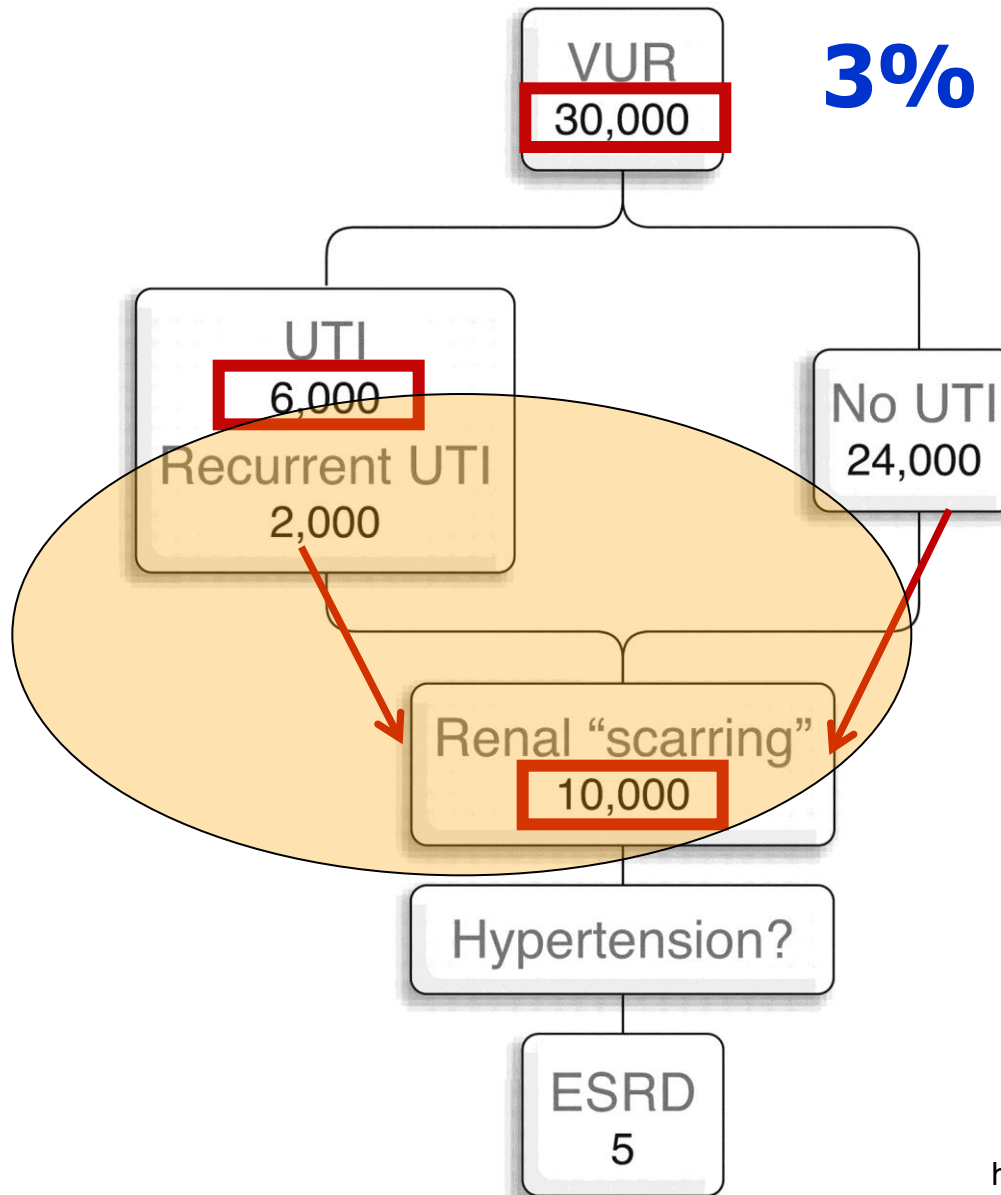 VUR
30,000
3%
UTI
6,000
Recurrent UTI
2,000
No UTI
24,000
Renal “scarring”
10,000
Hypertension?
ESRD
5